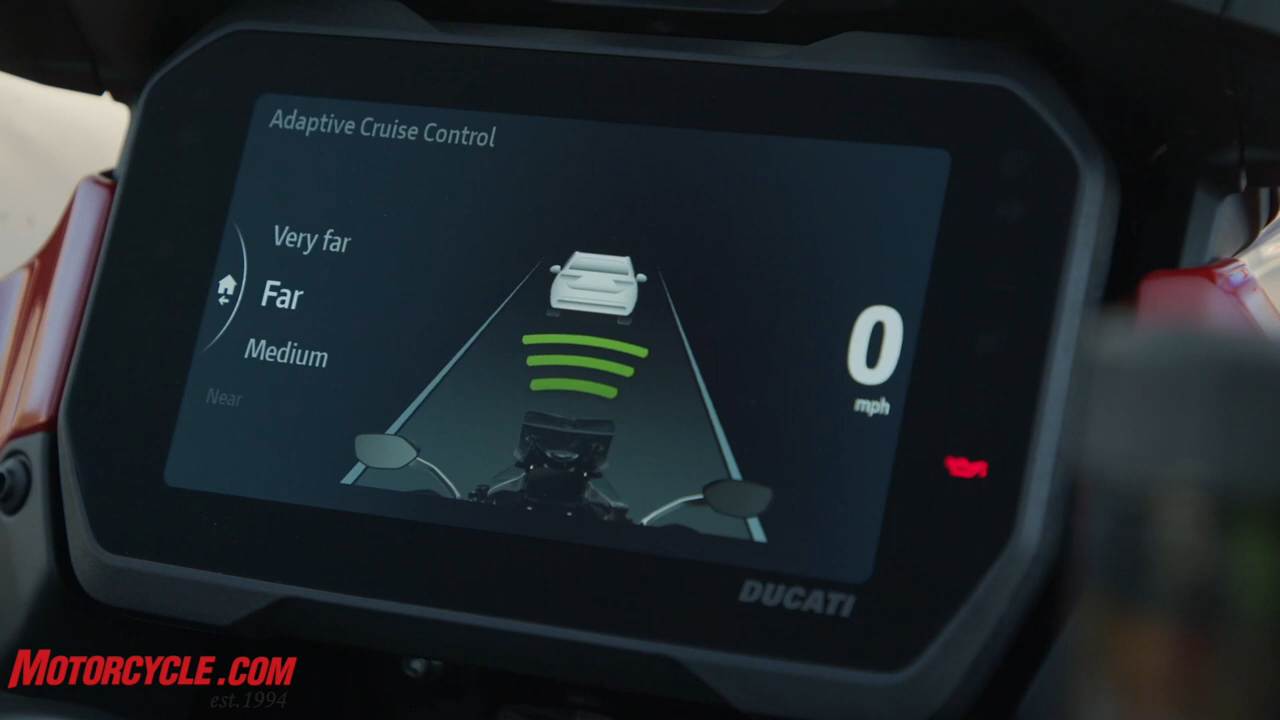 Adaptive Cruise Control
Very far
Far
Medium
Near
0
mph
DUCATI
MOTORCYCLE.COM
est.1994